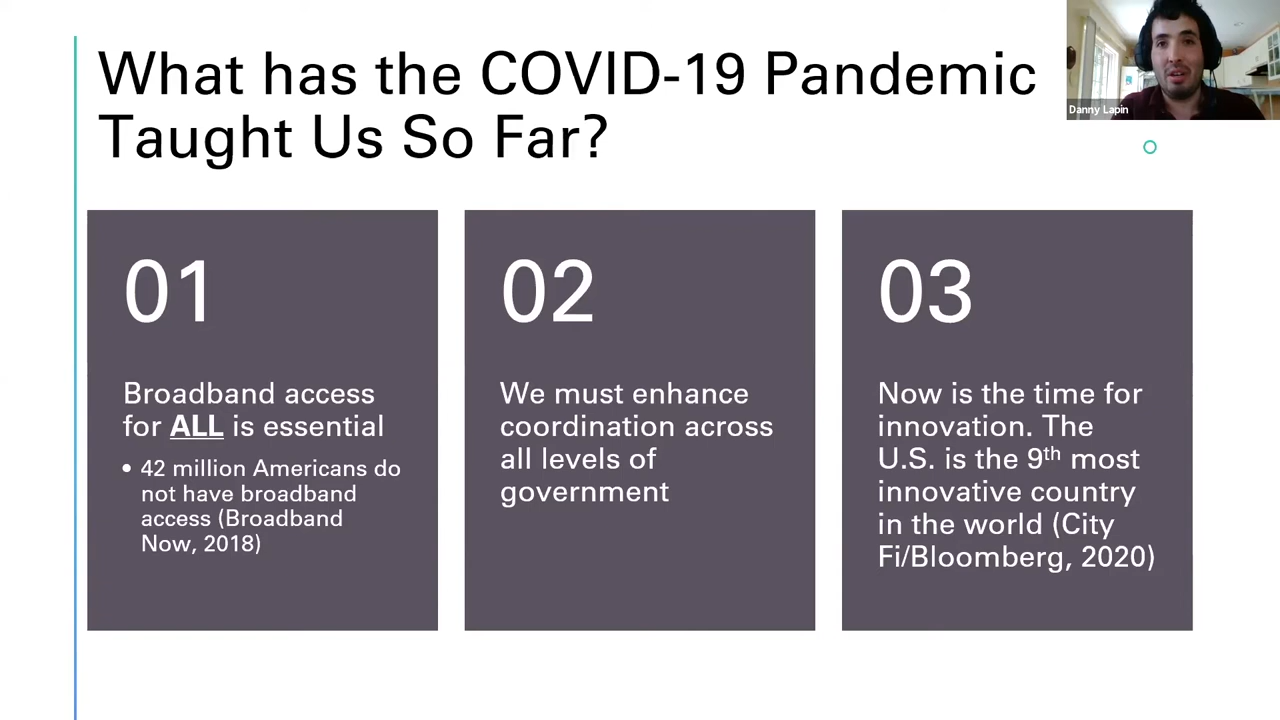 What has the COVID-19 Pandemic
Taught Us So Far?
Danny Lapin
01
Broadband access
for ALL is essential
• 42 million Americans do
not have broadband
access (Broadband
Now, 2018)
02
We must enhance
coordination across
all levels of
government
03
Now is the time for
innovation. The
U.S. is the 9th most
innovative country
in the world (City
Fi/Bloomberg, 2020)